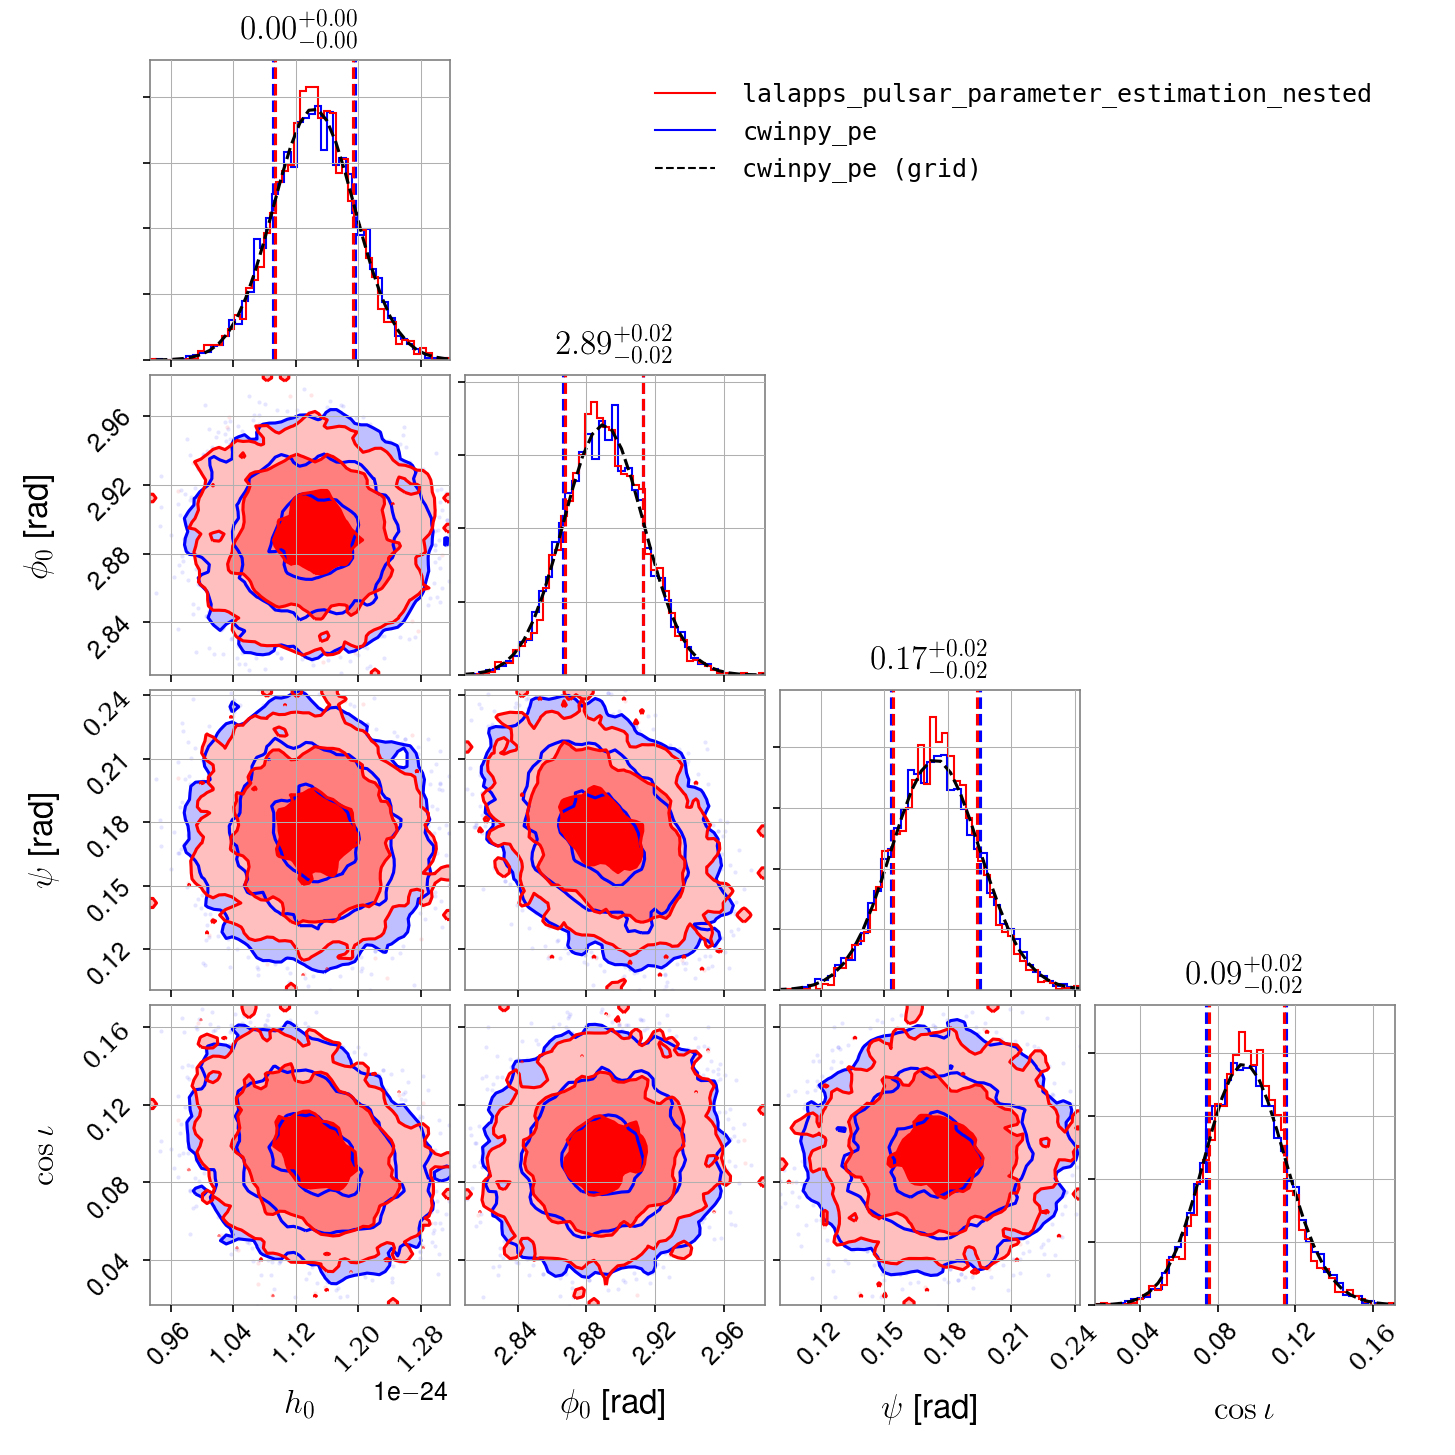 0.00+0.00−0.00
lalapps_pulsar_parameter_estimation_nested
cwinpy_pe
cwinpy_pe (grid)
2.89+0.02−0.02
2.96
2.92
2.88
2.84
ϕ0 [rad]
0.17+0.02−0.02
0.24
0.21
0.18
0.15
0.12
ψ [rad]
0.09+0.02−0.02
0.16
0.12
0.08
0.04
cos ι
0.96 1.04 1.12 1.20 1.28
2.84 2.88 2.92 2.96
0.12 0.15 0.18 0.21 0.24
0.04 0.08 0.12 0.16
1e−24
h0
ϕ0 [rad]
ψ [rad]
cos ι